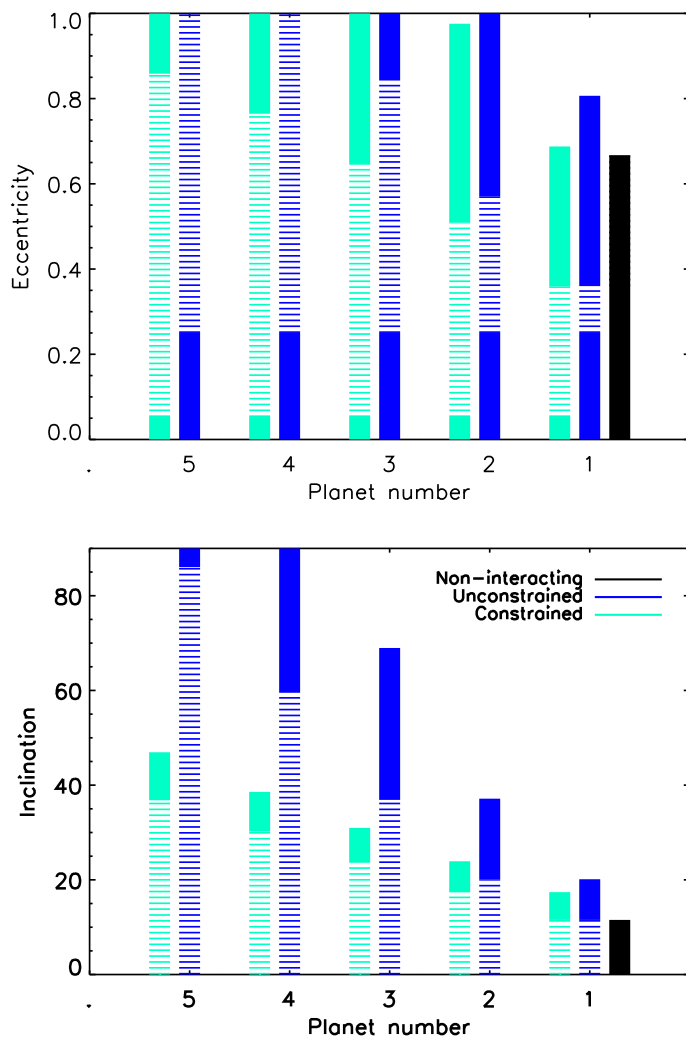 1.0
0.8
0.6
0.4
0.2
0.0
Eccentricity
. 5 4 3 2 1
Planet number
Non-interacting
Unconstrained
Constrained
80
60
40
20
0
Inclination
. 5 4 3 2 1
Planet number